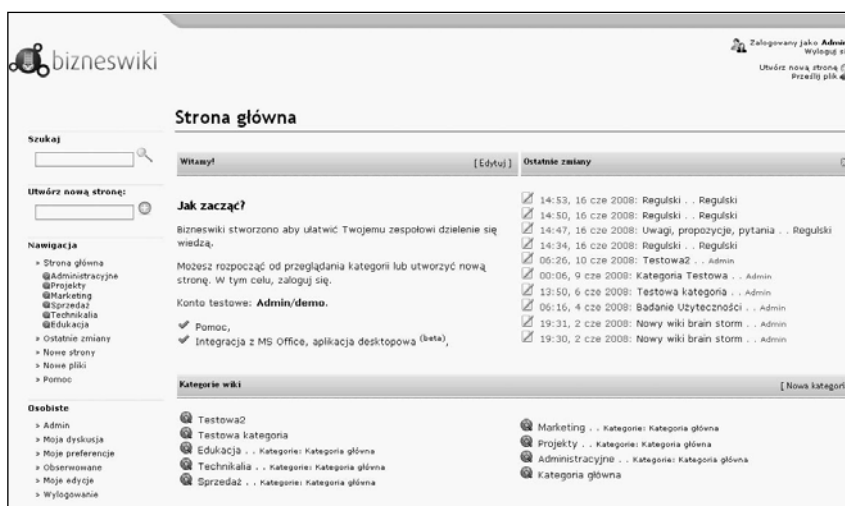 bizneswiki
Zalogowany jako Admin
Wyloguj
Utwórz nową stronę
Prześlij plik
Strona główna
Szukaj
Utwórz nową stronę:
Nawigacja
» Strona główna
Administracyjne
Projekty
Marketing
Sprzedaż
Technikalia
Edukacja
» Ostatnie zmiany
» Nowe strony
» Nowe pliki
» Pomoc
Osobiste
» Admin
» Moja dyskusja
» Moje preferencje
» Obserwowane
» Moje edycje
» Wylogowanie
Witamy! [Edytuj]
Jak zacząć?
Bizneswiki stworzono aby ułatwić Twojemu zespołowi dzielenie się
wiedzą.
Możesz rozpocząć od przeglądania kategorii lub utworzyć nową
stronę. W tym celu, zaloguj się.
Konto testowe: Admin/demo.
Pomoc,
Integracja z MS Office, aplikacja desktopowa (beta),
Ostatnie zmiany
14:53, 16 cze 2008: Regulski . . Regulski
14:50, 16 cze 2008: Regulski . . Regulski
14:47, 16 cze 2008: Uwagi, propozycje, pytania . . Regulski
14:34, 16 cze 2008: Regulski . . Regulski
06:26, 10 cze 2008: Testowa2 . . Admin
00:06, 9 cze 2008: Kategoria Testowa . . Admin
13:50, 6 cze 2008: Testowa kategoria . . Admin
06:16, 4 cze 2008: Badanie Użyteczności . . Admin
19:31, 2 cze 2008: Nowy wiki brain storm . . Admin
19:30, 2 cze 2008: Nowy wiki brain storm . . Admin
Kategorie wiki [ Nowa kategori
Testowa2
Testowa kategoria
Edukacja . . Kategorie: Kategoria główna
Technikalia . . Kategorie: Kategoria główna
Sprzedaż . . Kategorie: Kategoria główna
Marketing . . Kategorie: Kategoria główna
Projekty . . Kategorie: Kategoria główna
Administracyjne . . Kategorie: Kategoria główna
Kategoria główna